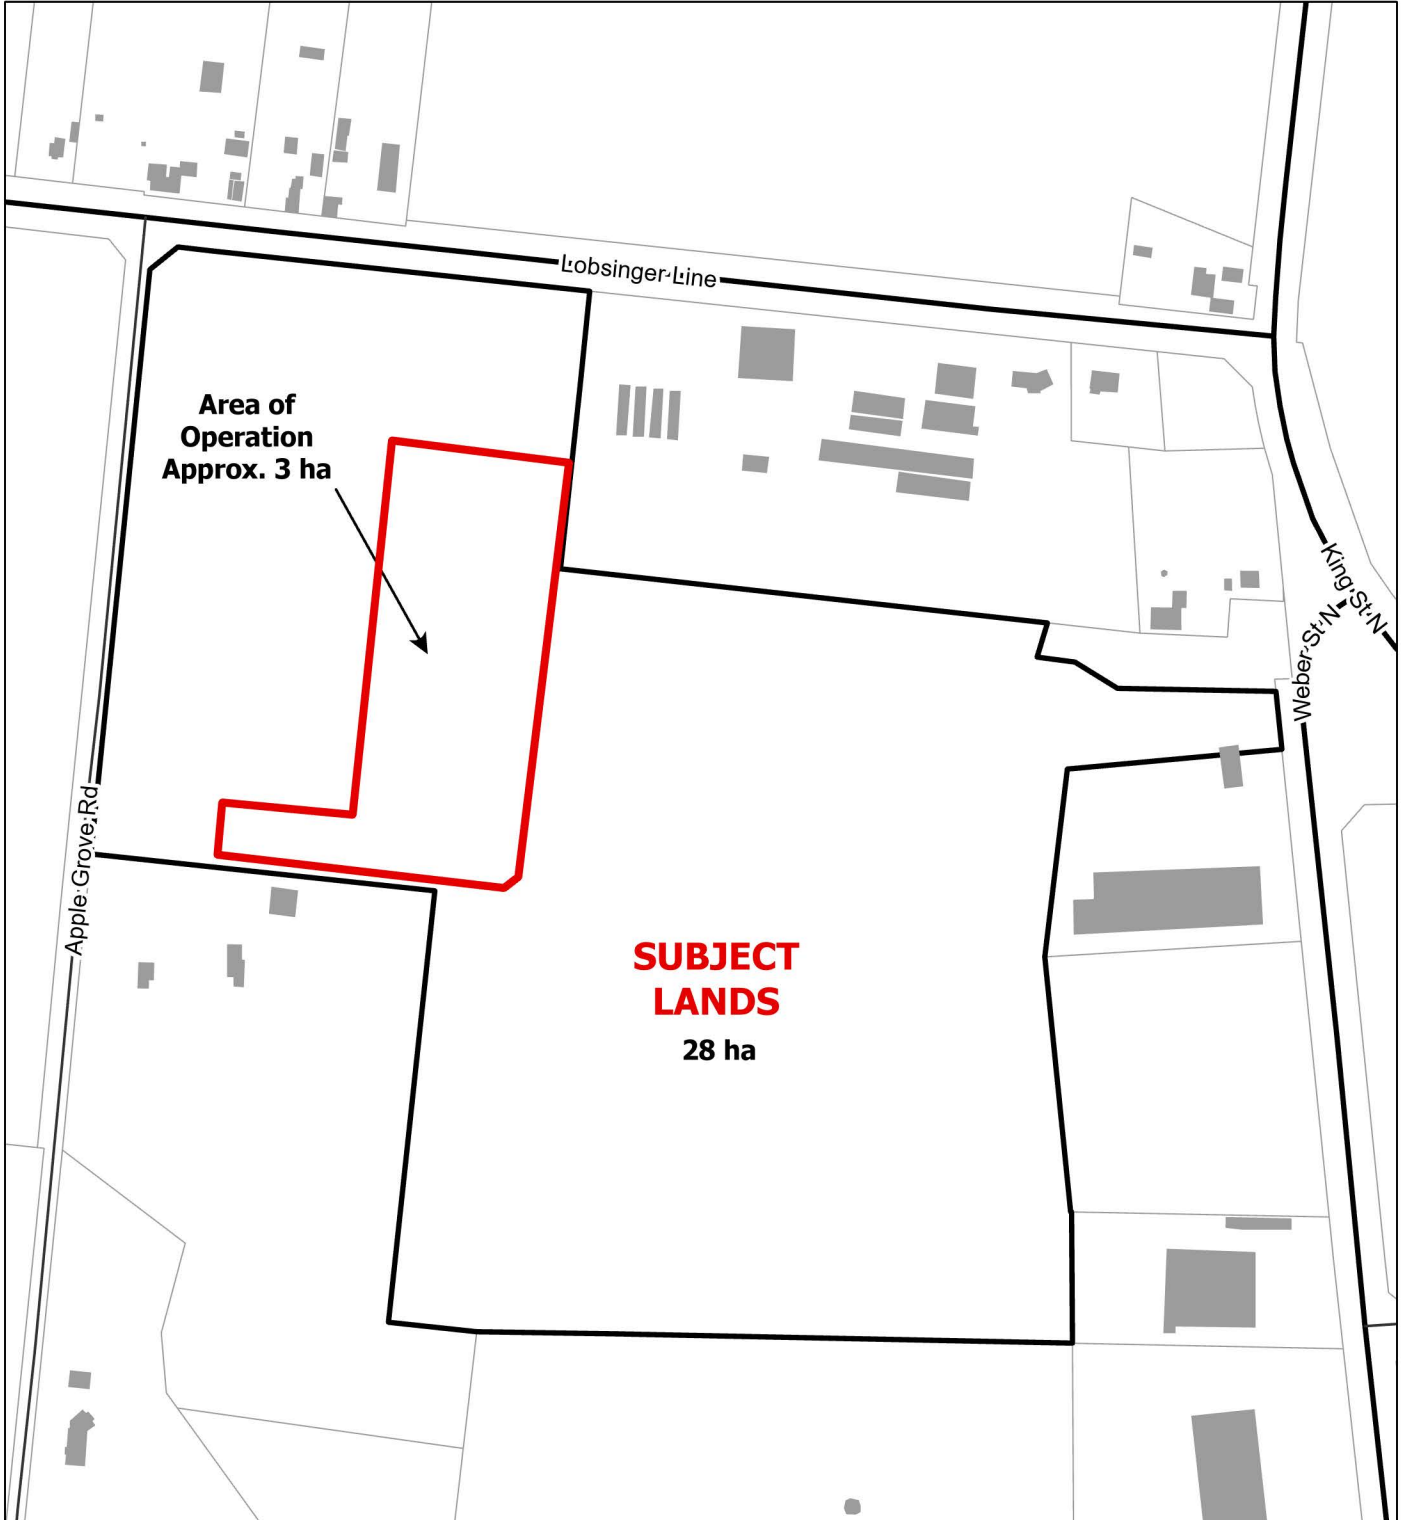 Lobsinger Line
Area of
Operation
Approx. 3 ha
King St N
Weber St N
Apple Grove Rd
SUBJECT
LANDS
28 ha